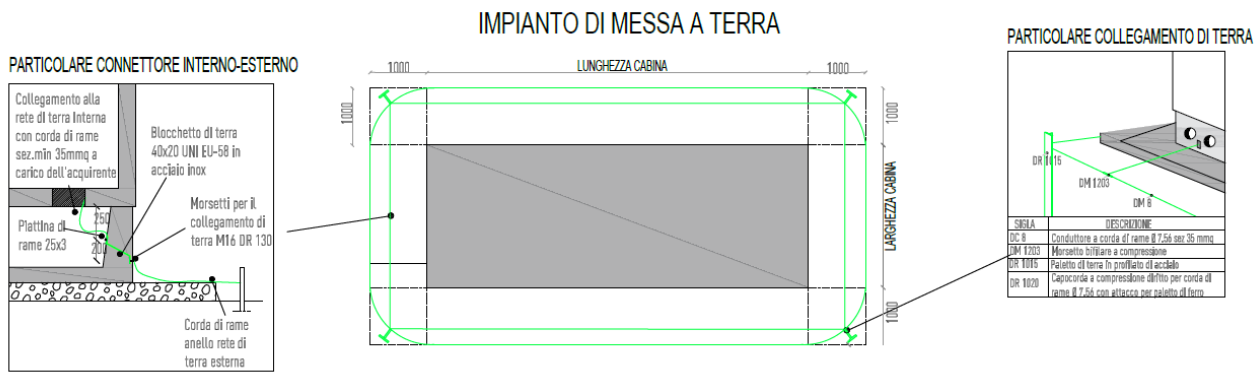 IMPIANTO DI MESSA A TERRA
PARTICOLARE CONNETTORE INTERNO-ESTERNO
Collegamento alla
rete di terra Interna
con corda di rame
sez.min 35mmq a
carico dell'acquirente
Blocchetto di terra
40x20 UNI EU-58 in
acciaio inox
Morsetti per il
collegamento di
terra M16 DR 130
Piattina di
rame 25x3
250
200
Corda di rame
anello rete di
terra esterna
1000
LUNGHEZZA CABINA
1000
1000
1000
LARGHEZZA CABINA
1000
PARTICOLARE COLLEGAMENTO DI TERRA
DR 1015
DM 1203
DM 8
SIGILA DESCRIZIONE
DC 8 Conduttore a corda di rame Ø 7,56 sez 35 mmq
DM 1203 Morsetto bifilare a compressione
DR 1015 Paletto di terra in profilato di acciaio
DR 1020 Capocorda a compressione diritto per corda di
rame Ø 7,56 con attacco per paletto di ferro